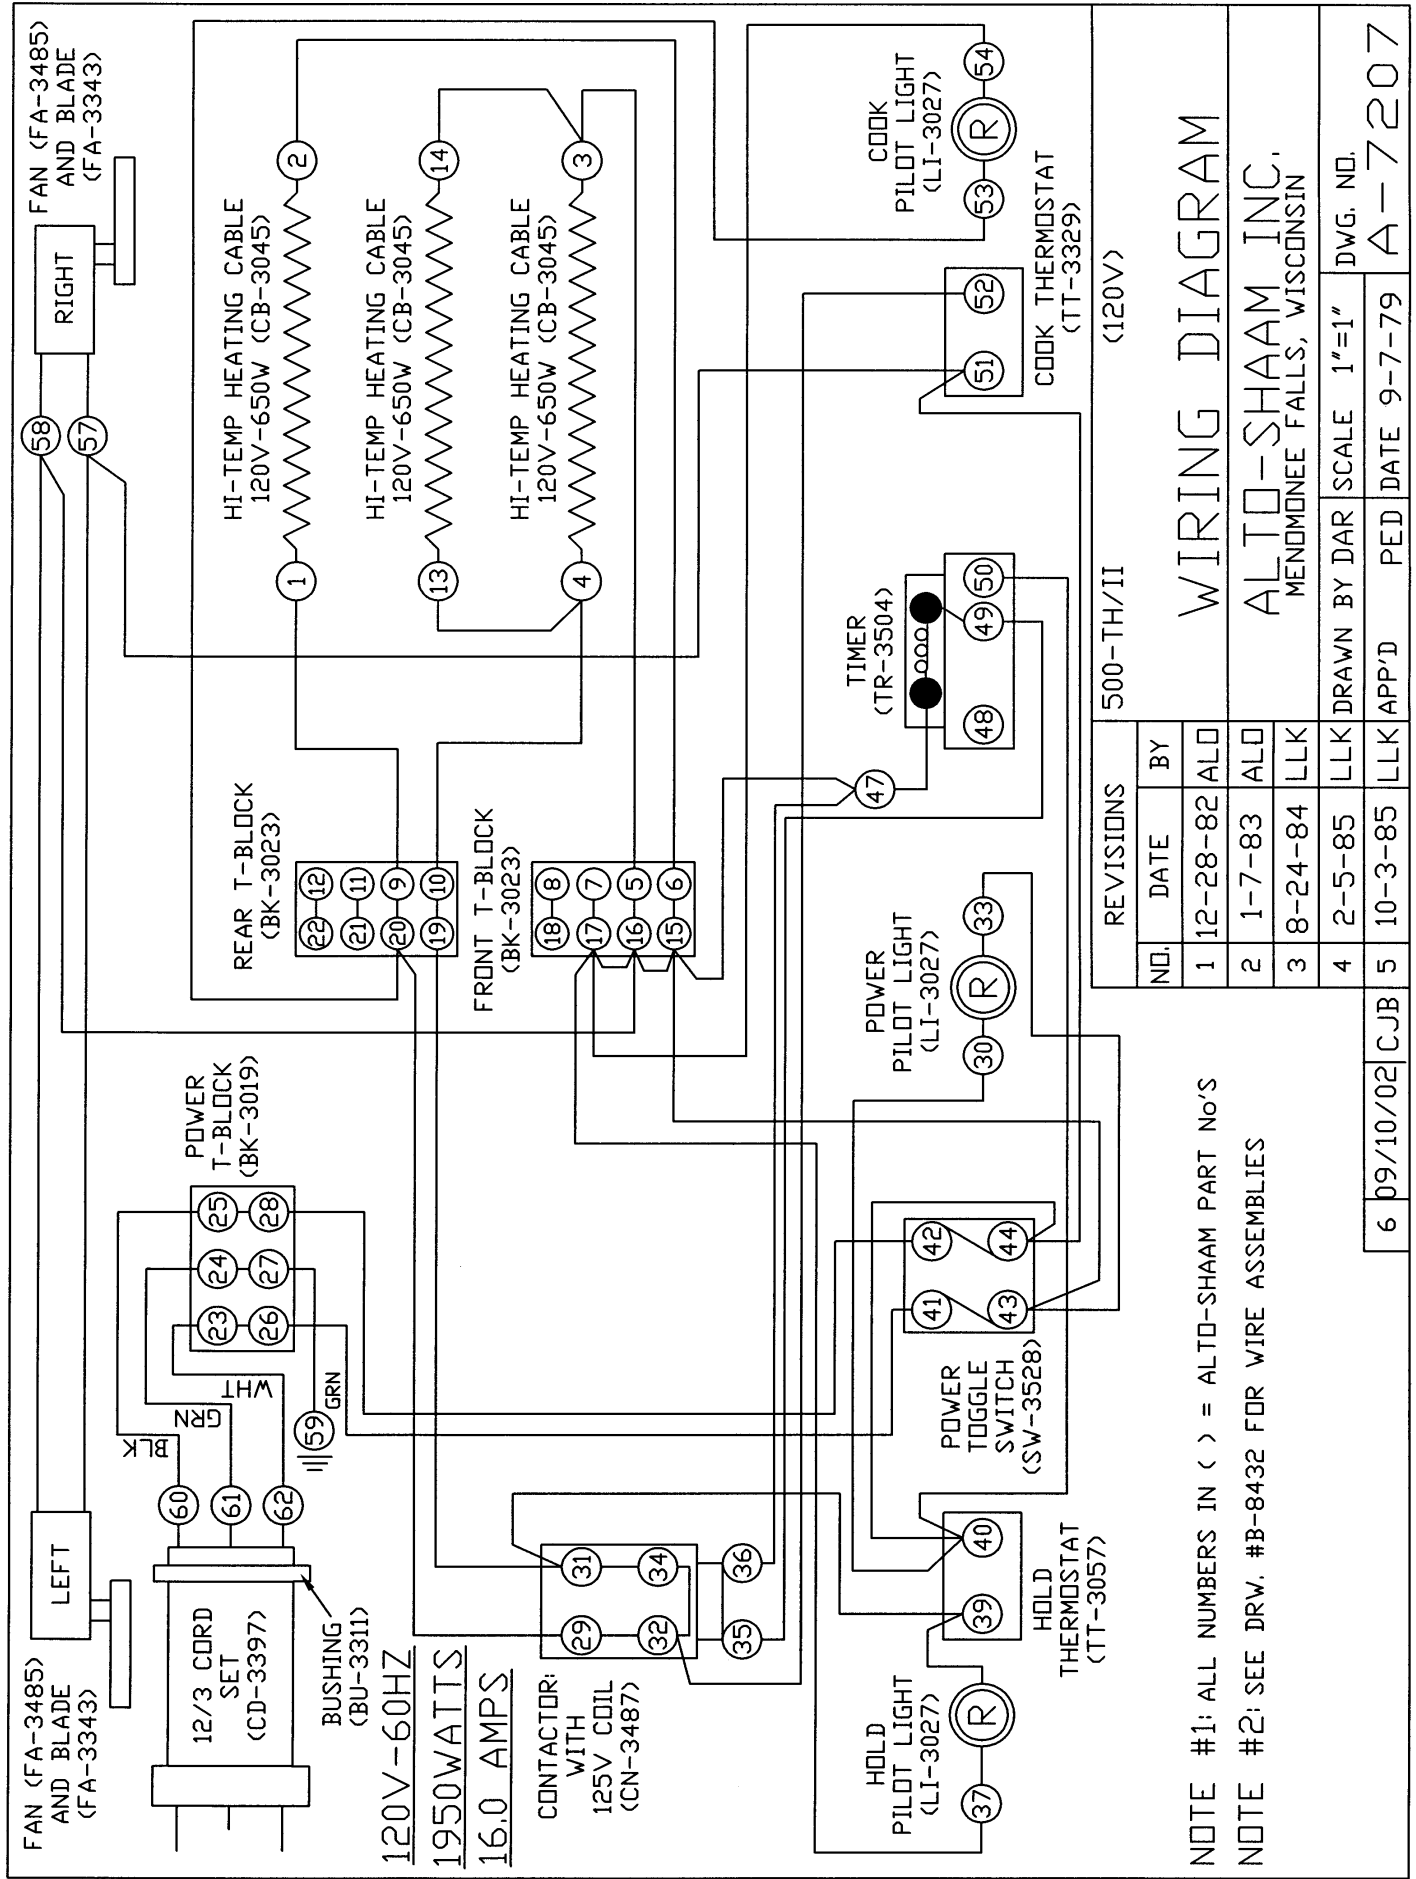 FAN (FA-3485)
AND BLADE
(FA-3343)
LEFT
FAN (FA-3485)
AND BLADE
(FA-3343)
RIGHT
58
57
12/3 CORD
SET
(CD-3397)
BUSHING
(BU-3311)
60
61
62
BLK
GRN
WHT
59
GRN
POWER
T-BLOCK
(BK-3019)
23
24
25
26
27
28
120V-60HZ
1950WATTS
16.0 AMPS
REAR T-BLOCK
(BK-3023)
22
12
21
11
20
9
19
10
FRONT T-BLOCK
(BK-3023)
18
8
17
7
16
5
15
6
HI-TEMP HEATING CABLE
120V-650W (CB-3045)
1
2
HI-TEMP HEATING CABLE
120V-650W (CB-3045)
13
14
HI-TEMP HEATING CABLE
120V-650W (CB-3045)
4
3
CONTACTOR:
WITH
125V COIL
(CN-3487)
29
31
32
34
35
36
HOLD
PILOT LIGHT
(LI-3027)
37
R
39
40
HOLD
THERMOSTAT
(TT-3057)
POWER
TOGGLE
SWITCH
(SW-3528)
41
42
43
44
POWER
PILOT LIGHT
(LI-3027)
30
R
33
TIMER
(TR-3504)
47
48
49
50
COOK
PILOT LIGHT
(LI-3027)
53
R
54
51
52
COOK THERMOSTAT
(TT-3329)
NOTE #1: ALL NUMBERS IN ( ) = ALTO-SHAAM PART No'S
NOTE #2: SEE DRW. #B-8432 FOR WIRE ASSEMBLIES
REVISIONS
NO. DATE BY
1 12-28-82 ALO
2 1-7-83 ALO
3 8-24-84 LLK
4 2-5-85 LLK
5 10-3-85 LLK
6 09/10/02 CJB
500-TH/II (120V)
WIRING DIAGRAM
ALTO-SHAAM INC.
MENOMONEE FALLS, WISCONSIN
DRAWN BY DAR SCALE 1"=1" DWG. NO.
APP'D PED DATE 9-7-79 A-7207